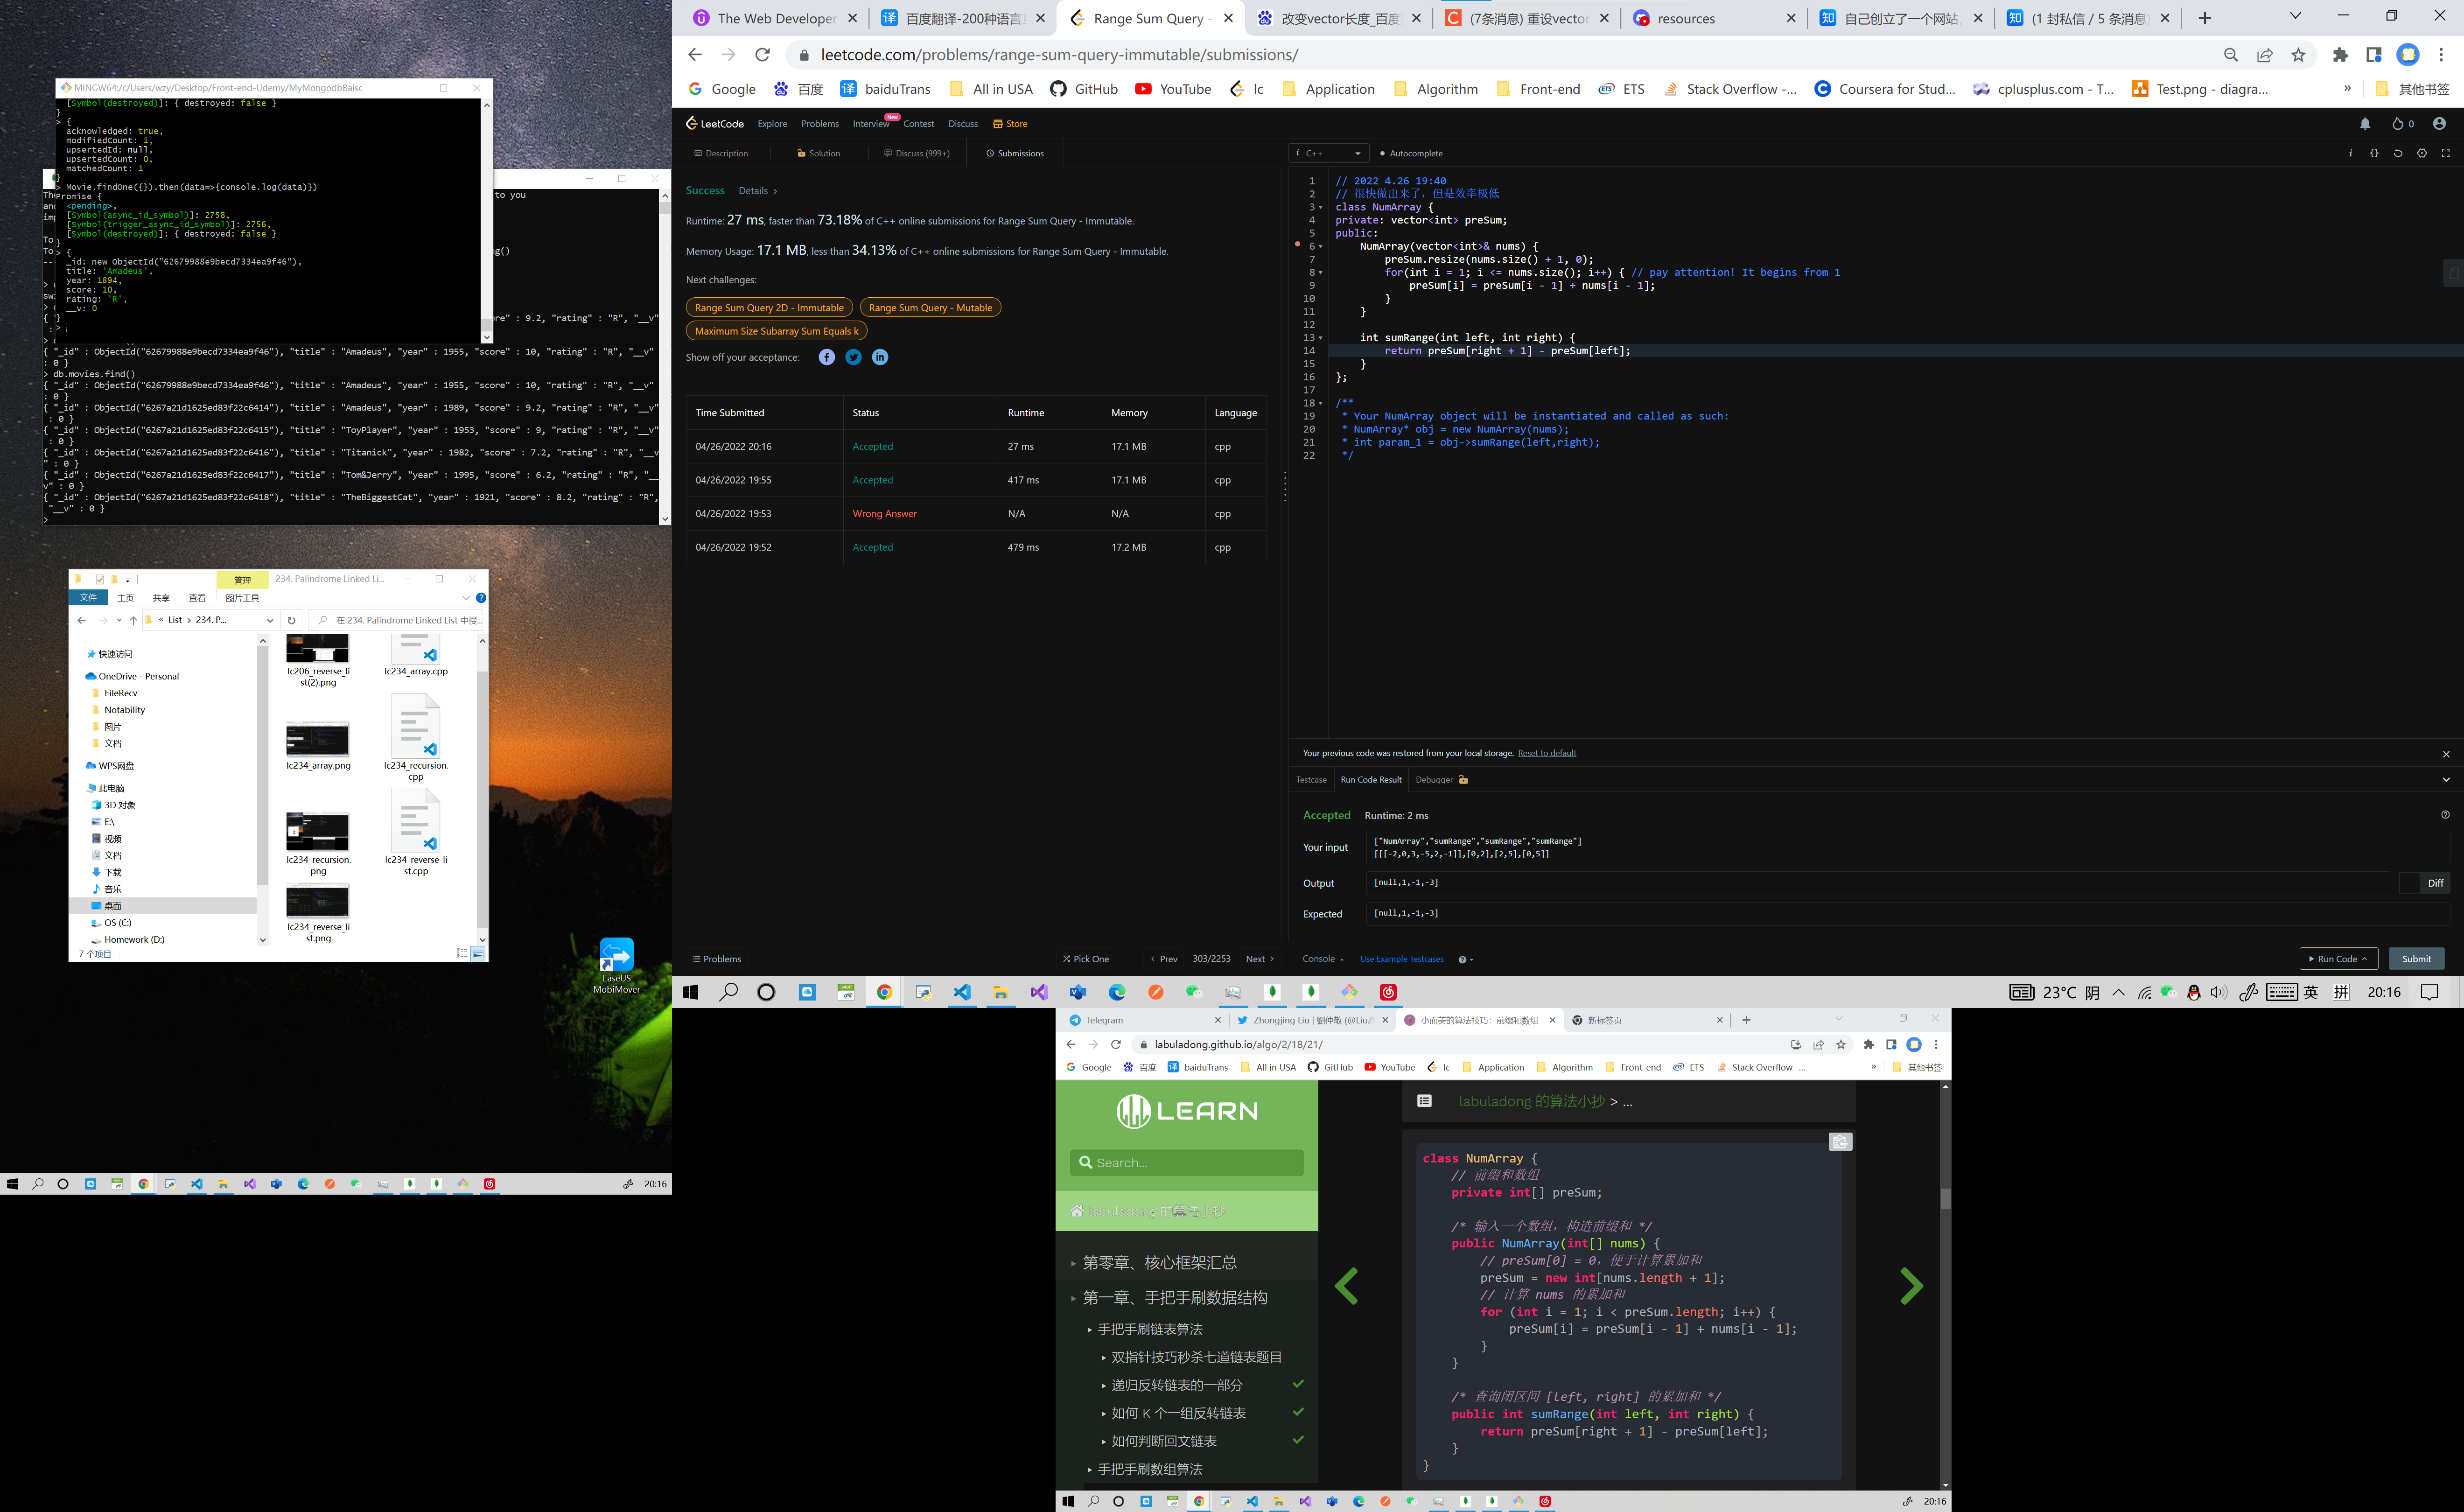 MINGW64:/c/Users/wzy/Desktop/Front-end-Udemy/MyMongodbBaisc
[Symbol(destroyed)]: { destroyed: false }
}
> {
acknowledged: true,
modifiedCount: 1,
upsertedId: null,
upsertedCount: 0,
matchedCount: 1
}
> Movie.findOne({}).then(data=>{console.log(data)})
Promise {
<pending>,
[Symbol(async_id_symbol)]: 2758,
[Symbol(trigger_async_id_symbol)]: 2756,
[Symbol(destroyed)]: { destroyed: false }
}
> {
_id: new ObjectId("62679988e9becd7334ea9f46"),
title: 'Amadeus',
year: 1894,
score: 10,
rating: 'R',
__v: 0
}
>
to you
{ "_id" : ObjectId("62679988e9becd7334ea9f46"), "title" : "Amadeus", "year" : 1955, "score" : 10, "rating" : "R", "__v"
: 0 }
> db.movies.find()
{ "_id" : ObjectId("62679988e9becd7334ea9f46"), "title" : "Amadeus", "year" : 1955, "score" : 10, "rating" : "R", "__v"
: 0 }
{ "_id" : ObjectId("6267a21d1625ed83f22c6414"), "title" : "Amadeus", "year" : 1989, "score" : 9.2, "rating" : "R", "__v"
: 0 }
{ "_id" : ObjectId("6267a21d1625ed83f22c6415"), "title" : "ToyPlayer", "year" : 1953, "score" : 9, "rating" : "R", "__v"
: 0 }
{ "_id" : ObjectId("6267a21d1625ed83f22c6416"), "title" : "Titanick", "year" : 1982, "score" : 7.2, "rating" : "R", "__v
" : 0 }
{ "_id" : ObjectId("6267a21d1625ed83f22c6417"), "title" : "Tom&Jerry", "year" : 1995, "score" : 6.2, "rating" : "R", "__
v" : 0 }
{ "_id" : ObjectId("6267a21d1625ed83f22c6418"), "title" : "TheBiggestCat", "year" : 1921, "score" : 8.2, "rating" : "R",
"__v" : 0 }
>
管理 234. Palindrome Linked Li...
文件 主页 共享 查看 图片工具
« List > 234. P... 在 234. Palindrome Linked List 中搜...
快速访问
OneDrive - Personal
FileRecv
Notability
图片
文档
WPS网盘
此电脑
3D 对象
E:\
视频
文档
下载
音乐
桌面
OS (C:)
Homework (D:)
7 个项目
lc206_reverse_li
st(2).png
lc234_array.cpp
lc234_array.png
lc234_recursion.
cpp
lc234_recursion.
png
lc234_reverse_li
st.cpp
lc234_reverse_li
st.png
EaseUS
MobiMover
20:16
The Web Developer 百度翻译-200种语言 Range Sum Query - 改变vector长度_百度 (7条消息) 重设vector resources 自己创立了一个网站, (1 封私信 / 5 条消息)
leetcode.com/problems/range-sum-query-immutable/submissions/
Google 百度 baiduTrans All in USA GitHub YouTube lc Application Algorithm Front-end ETS Stack Overflow -... Coursera for Stud... cplusplus.com - T... Test.png - diagra... » 其他书签
LeetCode Explore Problems Interview New Contest Discuss Store 0
Description Solution Discuss (999+) Submissions
Success Details >
Runtime: 27 ms, faster than 73.18% of C++ online submissions for Range Sum Query - Immutable.
Memory Usage: 17.1 MB, less than 34.13% of C++ online submissions for Range Sum Query - Immutable.
Next challenges:
Range Sum Query 2D - Immutable Range Sum Query - Mutable
Maximum Size Subarray Sum Equals k
Show off your acceptance:
Time Submitted Status Runtime Memory Language
04/26/2022 20:16 Accepted 27 ms 17.1 MB cpp
04/26/2022 19:55 Accepted 417 ms 17.1 MB cpp
04/26/2022 19:53 Wrong Answer N/A N/A cpp
04/26/2022 19:52 Accepted 479 ms 17.2 MB cpp
Problems Pick One < Prev 303/2253 Next >
i C++ Autocomplete
1 // 2022 4.26 19:40
2 // 很快做出来了，但是效率极低
3 class NumArray {
4 private: vector<int> preSum;
5 public:
6 NumArray(vector<int>& nums) {
7 preSum.resize(nums.size() + 1, 0);
8 for(int i = 1; i <= nums.size(); i++) { // pay attention! It begins from 1
9 preSum[i] = preSum[i - 1] + nums[i - 1];
10 }
11 }
12
13 int sumRange(int left, int right) {
14 return preSum[right + 1] - preSum[left];
15 }
16 };
17
18 /**
19 * Your NumArray object will be instantiated and called as such:
20 * NumArray* obj = new NumArray(nums);
21 * int param_1 = obj->sumRange(left,right);
22 */
Your previous code was restored from your local storage. Reset to default
Testcase Run Code Result Debugger
Accepted Runtime: 2 ms
Your input ["NumArray","sumRange","sumRange","sumRange"]
[[[-2,0,3,-5,2,-1]],[0,2],[2,5],[0,5]]
Output [null,1,-1,-3] Diff
Expected [null,1,-1,-3]
Console Use Example Testcases Run Code Submit
23°C 阴 英 拼 20:16
Telegram Zhongjing Liu | 劉仲敬 (@LiuZ 小而美的算法技巧：前缀和数组 新标签页
labuladong.github.io/algo/2/18/21/
Google 百度 baiduTrans All in USA GitHub YouTube lc Application Algorithm Front-end ETS Stack Overflow -... » 其他书签
LEARN
Search...
labuladong 的算法小抄
第零章、核心框架汇总
第一章、手把手刷数据结构
手把手刷链表算法
双指针技巧秒杀七道链表题目
递归反转链表的一部分
如何 K 个一组反转链表
如何判断回文链表
手把手刷数组算法
labuladong 的算法小抄 > ...
class NumArray {
// 前缀和数组
private int[] preSum;
/* 输入一个数组，构造前缀和 */
public NumArray(int[] nums) {
// preSum[0] = 0，便于计算累加和
preSum = new int[nums.length + 1];
// 计算 nums 的累加和
for (int i = 1; i < preSum.length; i++) {
preSum[i] = preSum[i - 1] + nums[i - 1];
}
}
/* 查询闭区间 [left, right] 的累加和 */
public int sumRange(int left, int right) {
return preSum[right + 1] - preSum[left];
}
}
20:16